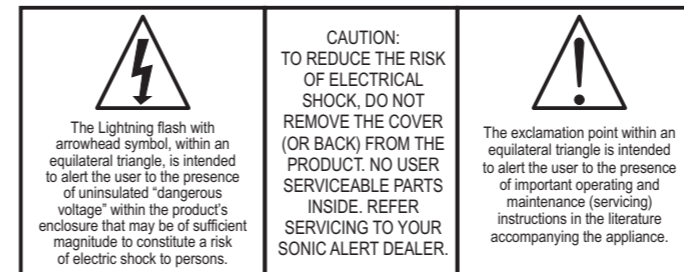 The Lightning flash with
arrowhead symbol, within an
equilateral triangle, is intended
to alert the user to the presence
of uninsulated “dangerous
voltage” within the product's
enclosure that may be of sufficient
magnitude to constitute a risk
of electric shock to persons.
CAUTION:
TO REDUCE THE RISK
OF ELECTRICAL
SHOCK, DO NOT
REMOVE THE COVER
(OR BACK) FROM THE
PRODUCT. NO USER
SERVICEABLE PARTS
INSIDE. REFER
SERVICING TO YOUR
SONIC ALERT DEALER.
The exclamation point within an
equilateral triangle is intended
to alert the user to the presence
of important operating and
maintenance (servicing)
instructions in the literature
accompanying the appliance.